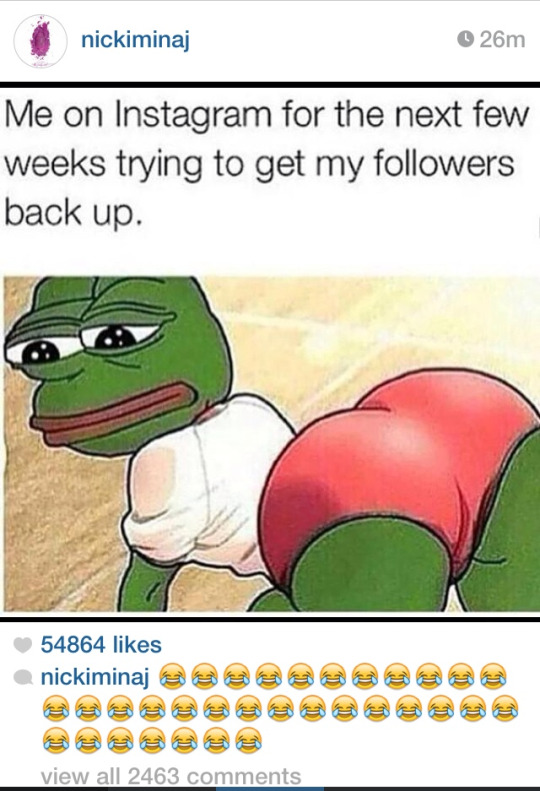 nickiminaj 26m
Me on Instagram for the next few
weeks trying to get my followers
back up.
54864 likes
nickiminaj 😂😂😂😂😂😂😂😂😂😂😂
😂😂😂😂😂😂😂😂😂😂😂😂😂😂😂
😂😂😂😂😂😂😂
view all 2463 comments